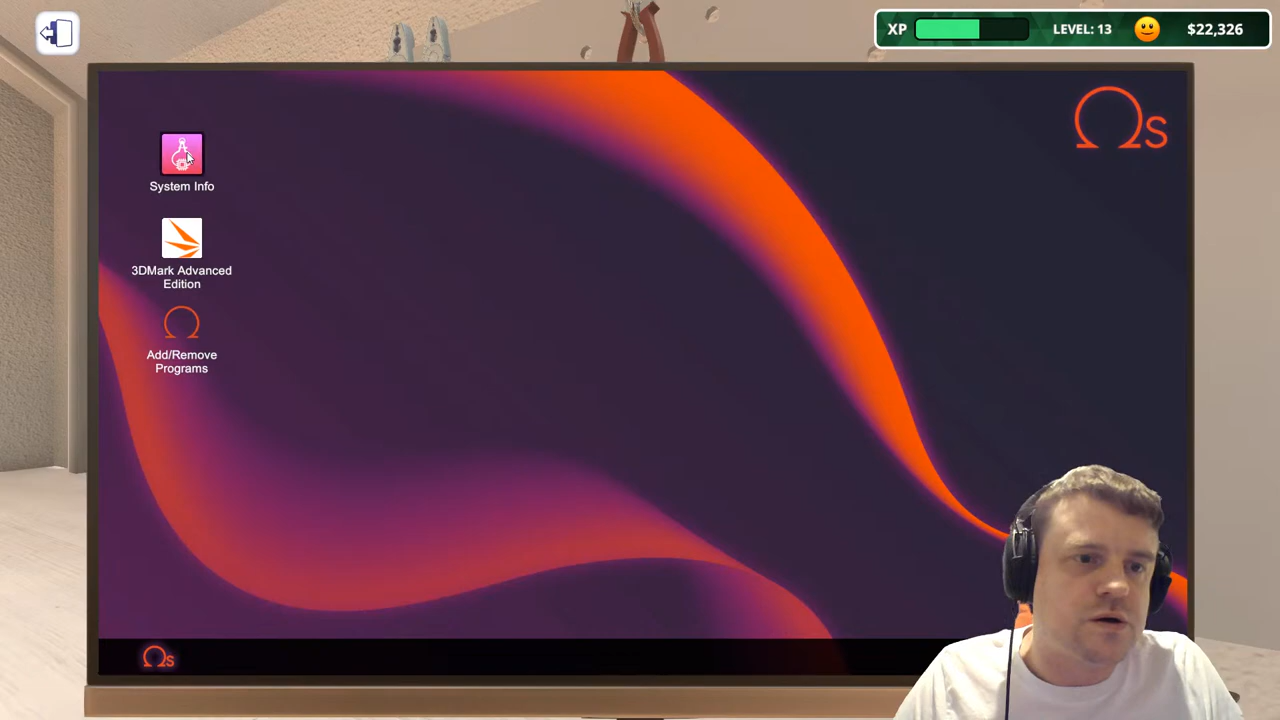 XP
LEVEL: 13
$22,326
Ωs
System Info
3DMark Advanced
Edition
Add/Remove
Programs
Ωs